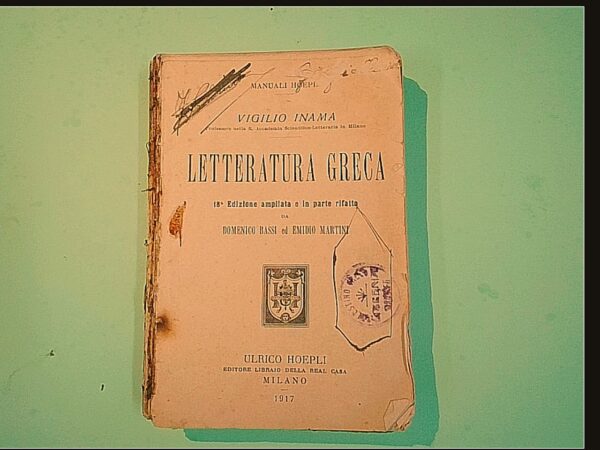 MANUALI HOEPLI
VIGILIO INAMA
Professore nella R. Accademia Scientifico-Letteraria in Milano
LETTERATURA GRECA
18ª Edizione ampliata e in parte rifatta
DA
DOMENICO BASSI ed EMIDIO MARTINI
ULRICO HOEPLI
EDITORE LIBRAIO DELLA REAL CASA
MILANO
1917